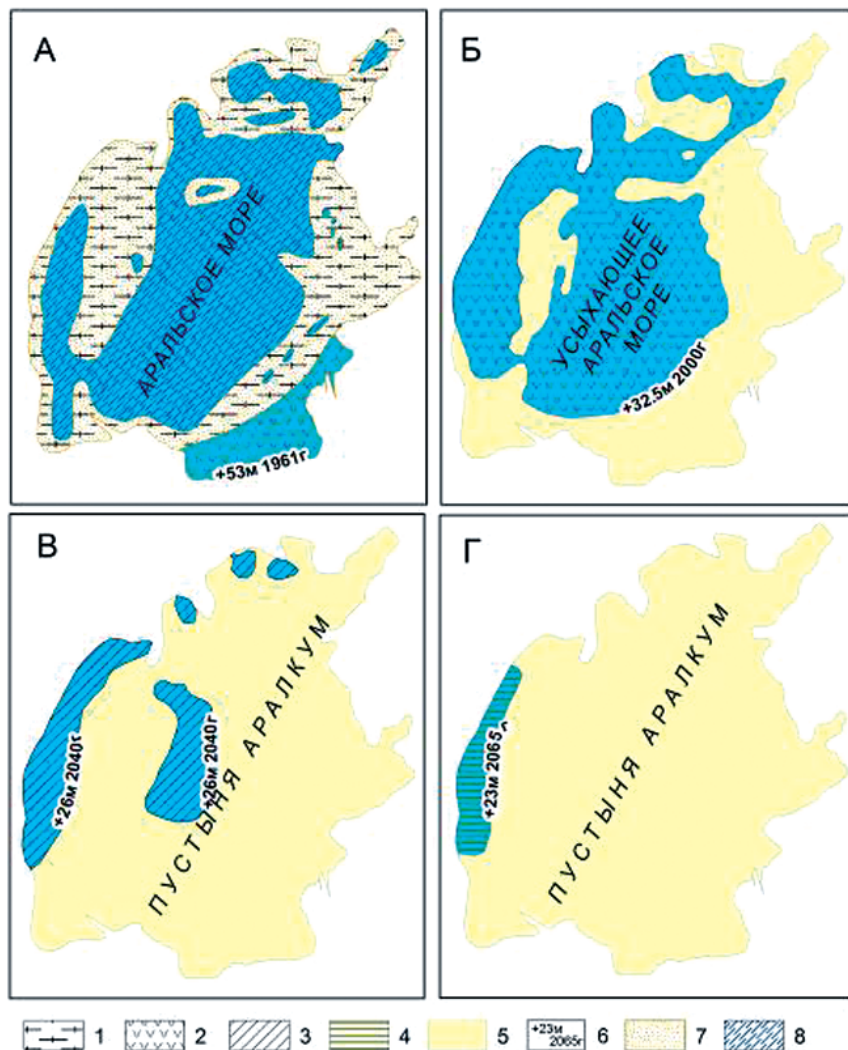 А
АРАЛЬСКОЕ МОРЕ
+53м 1961г
Б
УСЫХАЮЩЕЕ
АРАЛЬСКОЕ
МОРЕ
+32.5м 2000г
В
+26м 2040г
+26м 2040г
ПУСТЫНЯ АРАЛКУМ
Г
+23м 2065г
ПУСТЫНЯ АРАЛКУМ
1 2 3 4 5 +23м 6 7 8
2065г